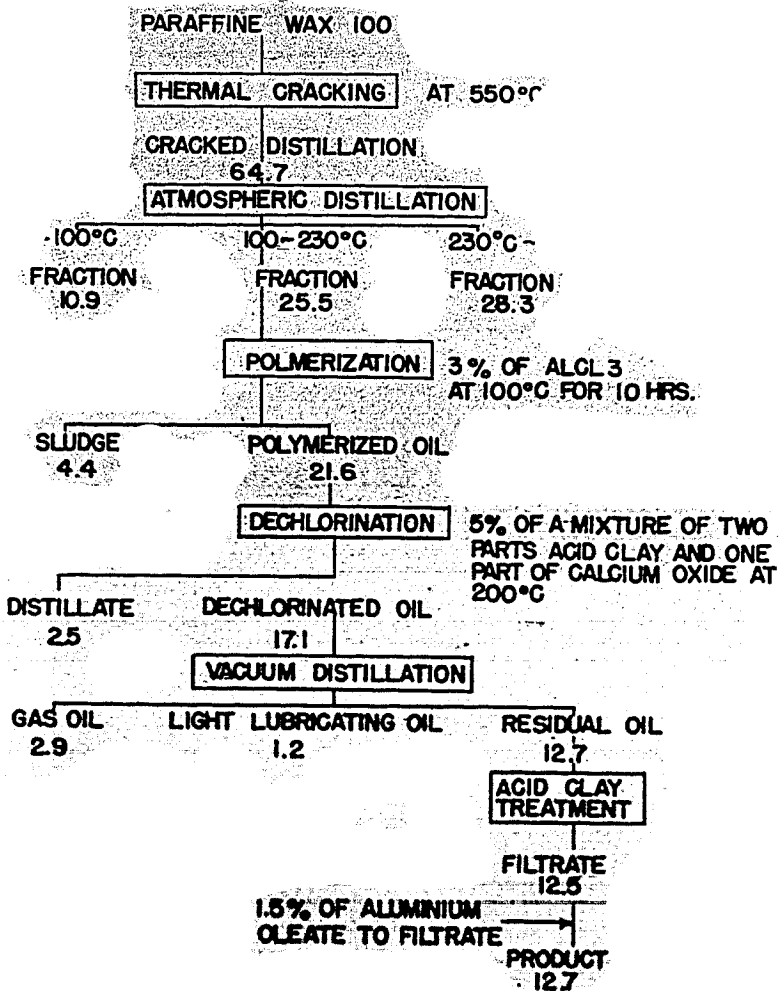 PARAFFINE WAX 100
THERMAL CRACKING AT 550°C
CRACKED DISTILLATION
64.7
ATMOSPHERIC DISTILLATION
-100°C 100-230°C 230°C-
FRACTION FRACTION FRACTION
10.9 25.5 28.3
POLMERIZATION
3% OF ALCL3
AT 100°C FOR 10 HRS.
SLUDGE POLYMERIZED OIL
4.4 21.6
DECHLORINATION
5% OF A MIXTURE OF TWO
PARTS ACID CLAY AND ONE
PART OF CALCIUM OXIDE AT
200°C
DISTILLATE DECHLORINATED OIL
2.5 17.1
VACUUM DISTILLATION
GAS OIL LIGHT LUBRICATING OIL RESIDUAL OIL
2.9 1.2 12.7
ACID CLAY
TREATMENT
FILTRATE
12.5
1.5% OF ALUMINIUM
OLEATE TO FILTRATE
PRODUCT
12.7